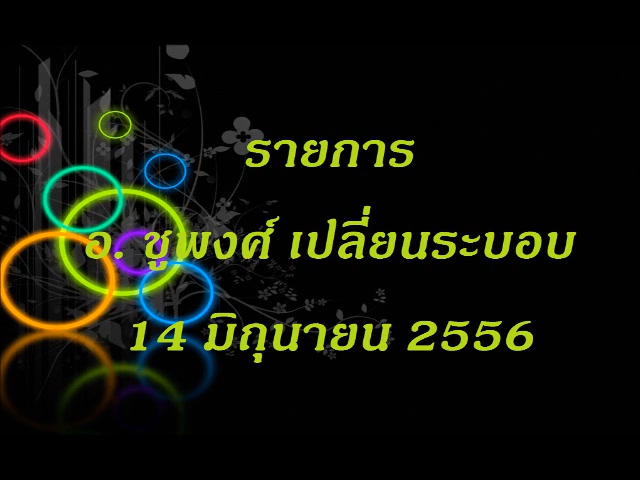 รายการ
อ. ชูพงศ์ เปลี่ยนระบอบ
14 มิถุนายน 2556